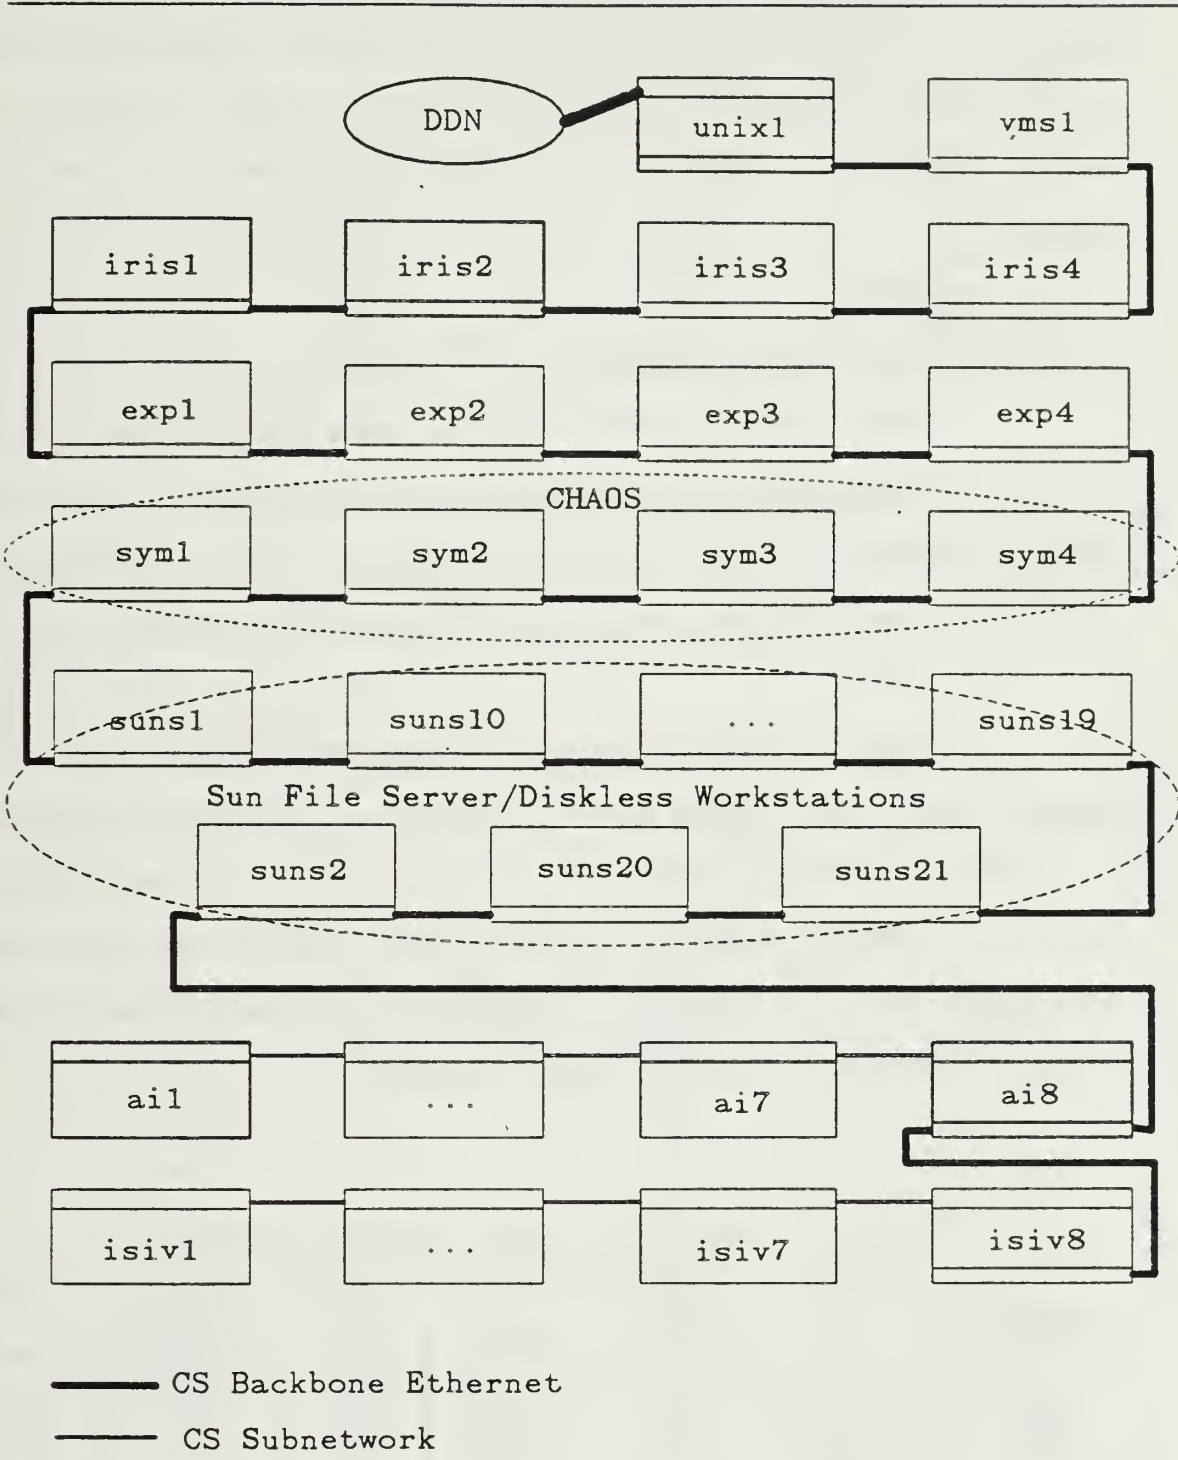 DDN unix1 vms1
iris1 iris2 iris3 iris4
exp1 exp2 exp3 exp4
CHAOS
sym1 sym2 sym3 sym4
suns1 suns10 ... suns19
Sun File Server/Diskless Workstations
suns2 suns20 suns21
ai1 ... ai7 ai8
isiv1 ... isiv7 isiv8
CS Backbone Ethernet
CS Subnetwork